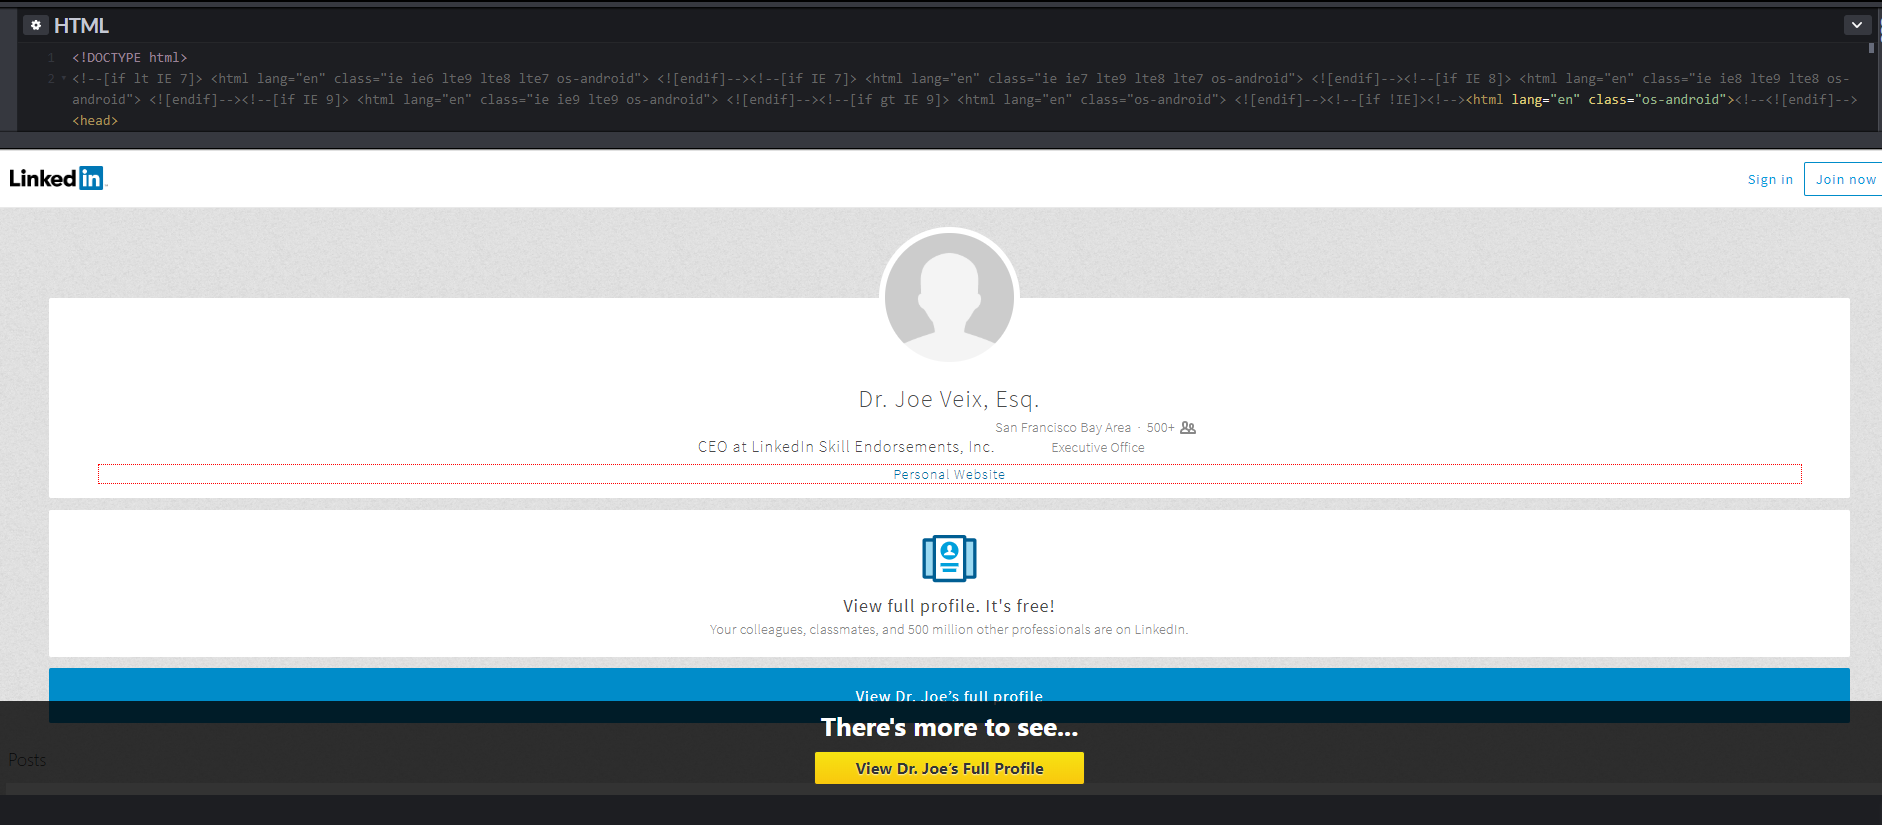 HTML
1 <!DOCTYPE html>
2 <!--[if lt IE 7]> <html lang="en" class="ie ie6 lte9 lte8 lte7 os-android"> <![endif]--><!--[if IE 7]> <html lang="en" class="ie ie7 lte9 lte8 lte7 os-android"> <![endif]--><!--[if IE 8]> <html lang="en" class="ie ie8 lte9 lte8 os-
android"> <![endif]--><!--[if IE 9]> <html lang="en" class="ie ie9 lte9 os-android"> <![endif]--><!--[if gt IE 9]> <html lang="en" class="os-android"> <![endif]--><!--[if !IE]><!--><html lang="en" class="os-android"><!--<![endif]-->
<head>
Linked in
Sign in
Join now
Dr. Joe Veix, Esq.
San Francisco Bay Area · 500+
CEO at LinkedIn Skill Endorsements, Inc.
Executive Office
Personal Website
View full profile. It's free!
Your colleagues, classmates, and 500 million other professionals are on LinkedIn.
View Dr. Joe’s full profile
There's more to see...
Posts
View Dr. Joe’s Full Profile